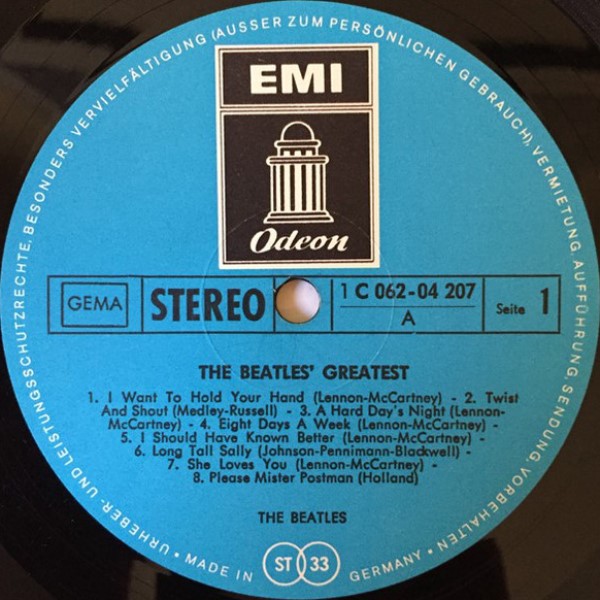 EMI
Odeon
GEMA
STEREO
1 C 062-04 207
A
Seite 1
THE BEATLES' GREATEST
1. I Want To Hold Your Hand (Lennon-McCartney) - 2. Twist
And Shout (Medley-Russell) - 3. A Hard Day's Night (Lennon-
McCartney) - 4. Eight Days A Week (Lennon-McCartney) -
5. I Should Have Known Better (Lennon-McCartney) -
6. Long Tall Sally (Johnson-Pennimann-Blackwell) -
7. She Loves You (Lennon-McCartney) -
8. Please Mister Postman (Holland)
THE BEATLES
URHEBER- UND LEISTUNGSSCHUTZRECHTE, BESONDERS VERVIELFÄLTIGUNG (AUSSER ZUM PERSÖNLICHEN GEBRAUCH), VERMIETUNG, AUFFÜHRUNG, SENDUNG, VORBEHALTEN •
• MADE IN ST 33 GERMANY •